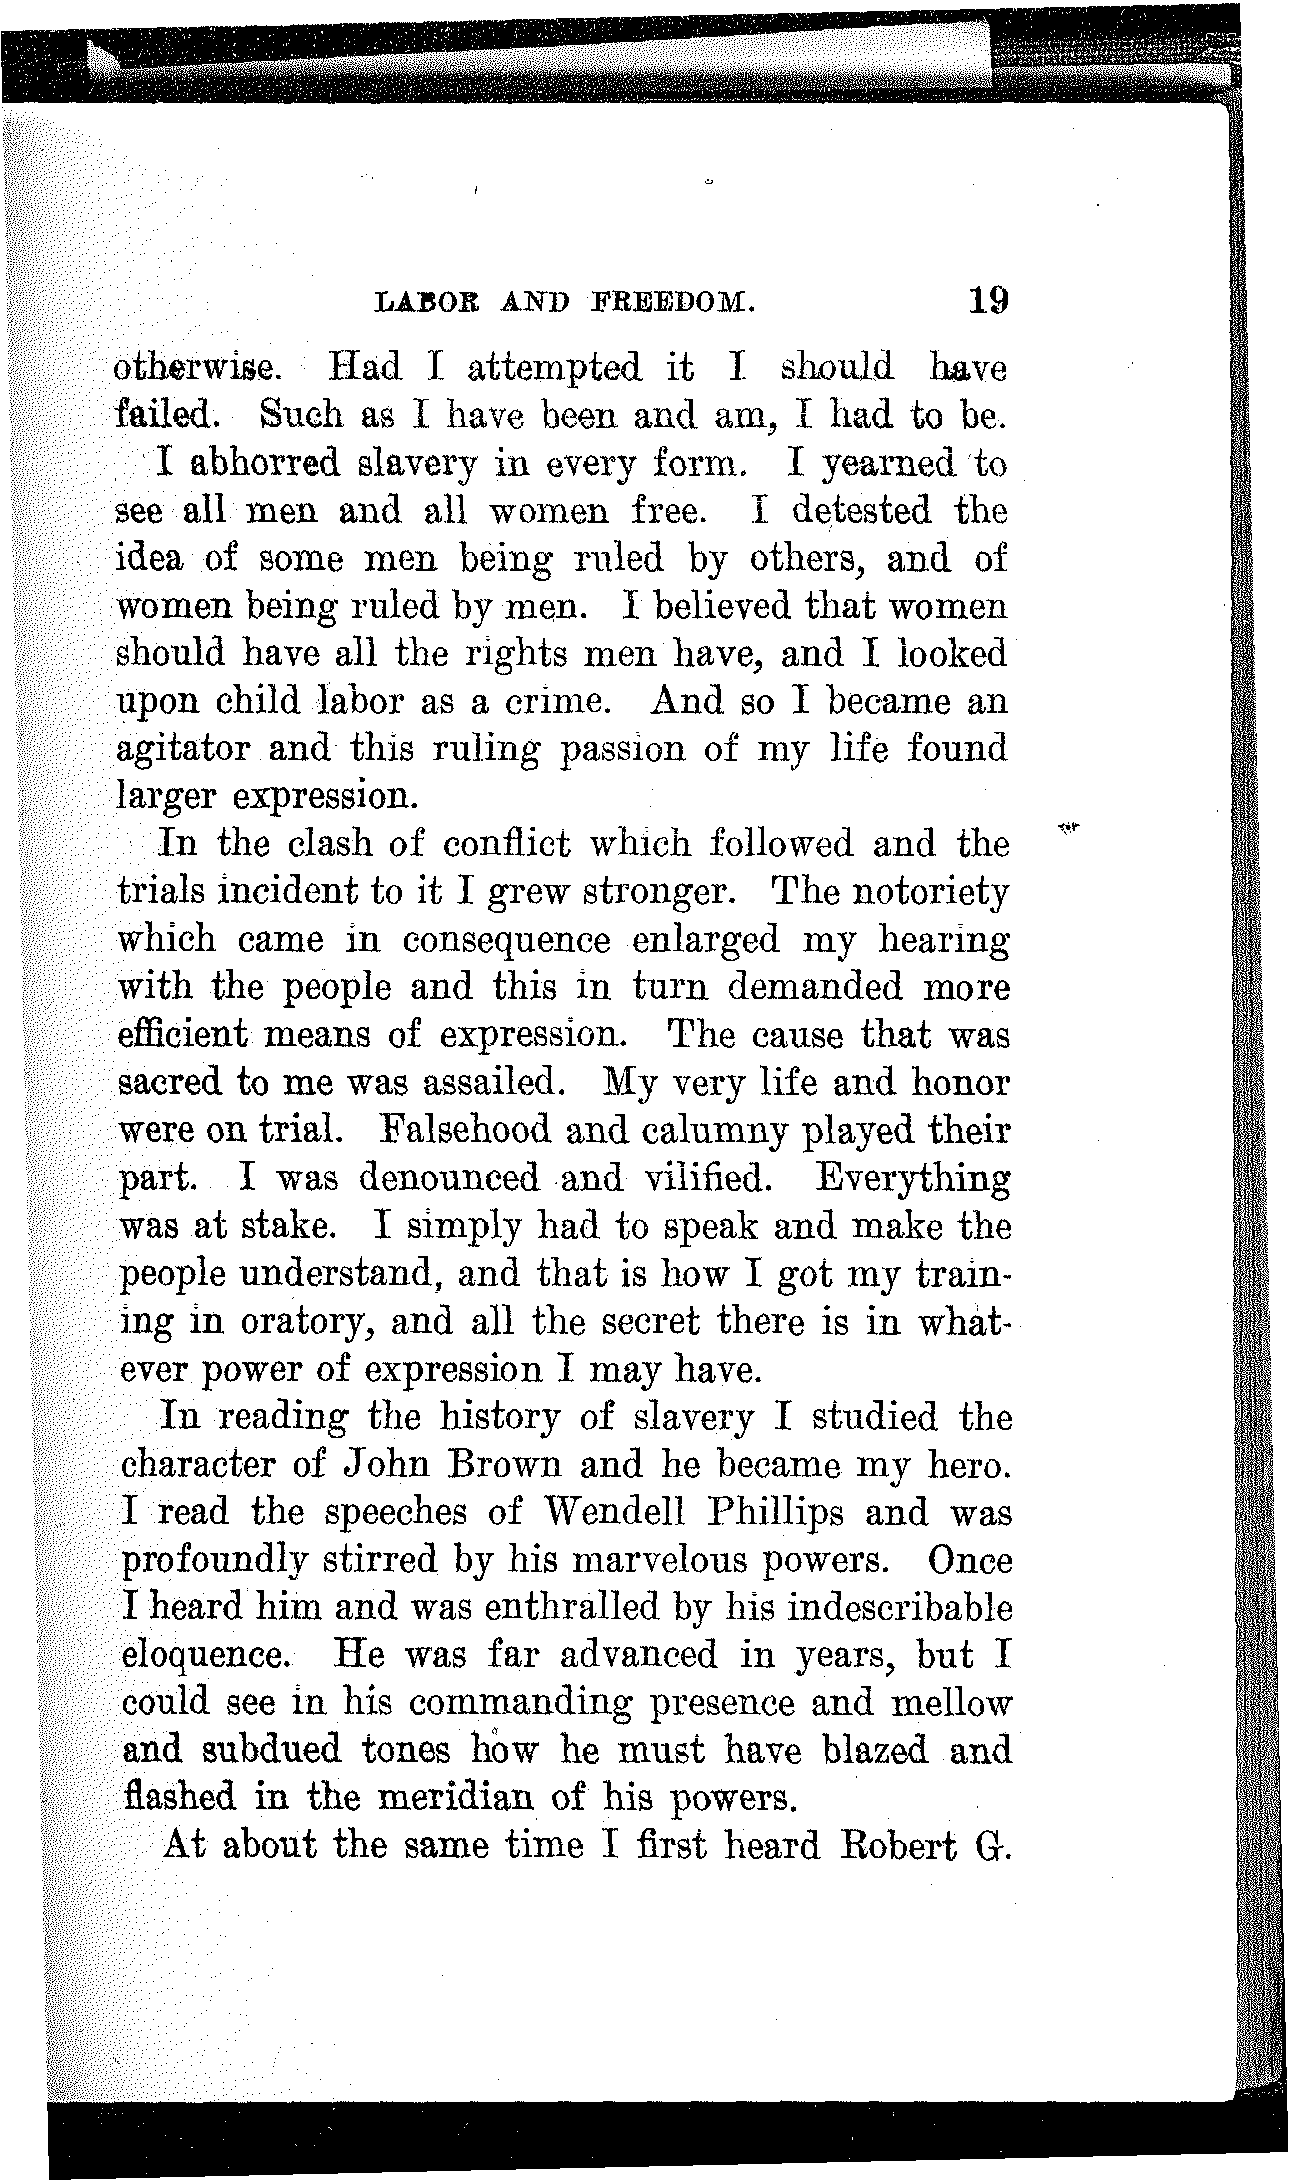 LABOR AND FREEDOM. 19
otherwise. Had I attempted it I should have
failed. Such as I have been and am, I had to be.
I abhorred slavery in every form. I yearned to
see all men and all women free. I detested the
idea of some men being ruled by others, and of
women being ruled by men. I believed that women
should have all the rights men have, and I looked
upon child labor as a crime. And so I became an
agitator and this ruling passion of my life found
larger expression.
In the clash of conflict which followed and the
trials incident to it I grew stronger. The notoriety
which came in consequence enlarged my hearing
with the people and this in turn demanded more
efficient means of expression. The cause that was
sacred to me was assailed. My very life and honor
were on trial. Falsehood and calumny played their
part. I was denounced and vilified. Everything
was at stake. I simply had to speak and make the
people understand, and that is how I got my train-
ing in oratory, and all the secret there is in what-
ever power of expression I may have.
In reading the history of slavery I studied the
character of John Brown and he became my hero.
I read the speeches of Wendell Phillips and was
profoundly stirred by his marvelous powers. Once
I heard him and was enthralled by his indescribable
eloquence. He was far advanced in years, but I
could see in his commanding presence and mellow
and subdued tones how he must have blazed and
flashed in the meridian of his powers.
At about the same time I first heard Robert G.